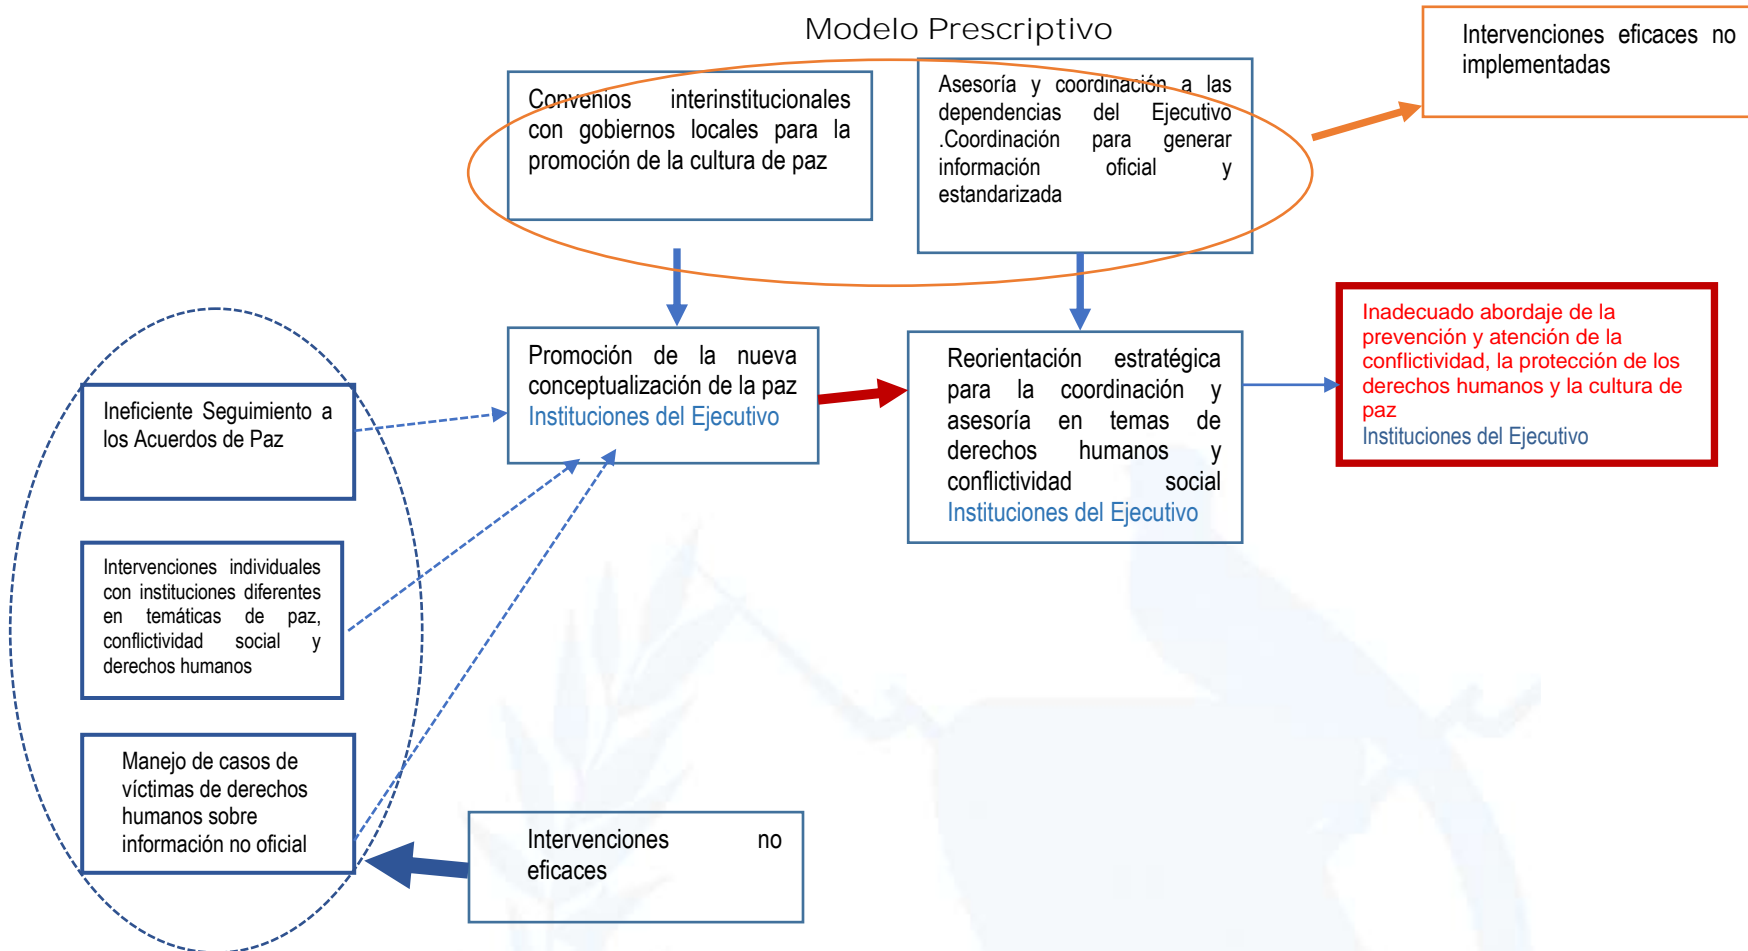 Modelo Prescriptivo
Intervenciones eficaces no
implementadas
Convenios interinstitucionales
con gobiernos locales para la
promoción de la cultura de paz
Asesoría y coordinación a las
dependencias del Ejecutivo
.Coordinación para generar
información oficial y
estandarizada
Ineficiente Seguimiento a
los Acuerdos de Paz
Promoción de la nueva
conceptualización de la paz
Instituciones del Ejecutivo
Reorientación estratégica
para la coordinación y
asesoría en temas de
derechos humanos y
conflictividad social
Instituciones del Ejecutivo
Inadecuado abordaje de la
prevención y atención de la
conflictividad, la protección de los
derechos humanos y la cultura de
paz
Instituciones del Ejecutivo
Intervenciones individuales
con instituciones diferentes
en temáticas de paz,
conflictividad social y
derechos humanos
Manejo de casos de
víctimas de derechos
humanos sobre
información no oficial
Intervenciones no
eficaces